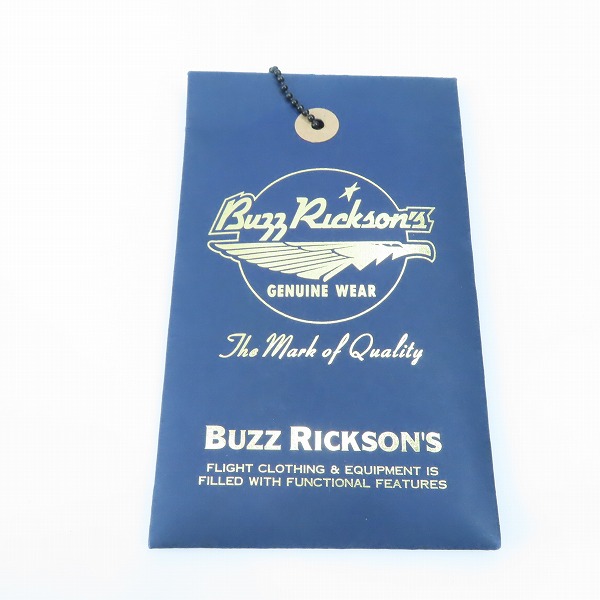 Buzz Rickson's
GENUINE WEAR
The Mark of Quality
BUZZ RICKSON'S
FLIGHT CLOTHING & EQUIPMENT IS
FILLED WITH FUNCTIONAL FEATURES